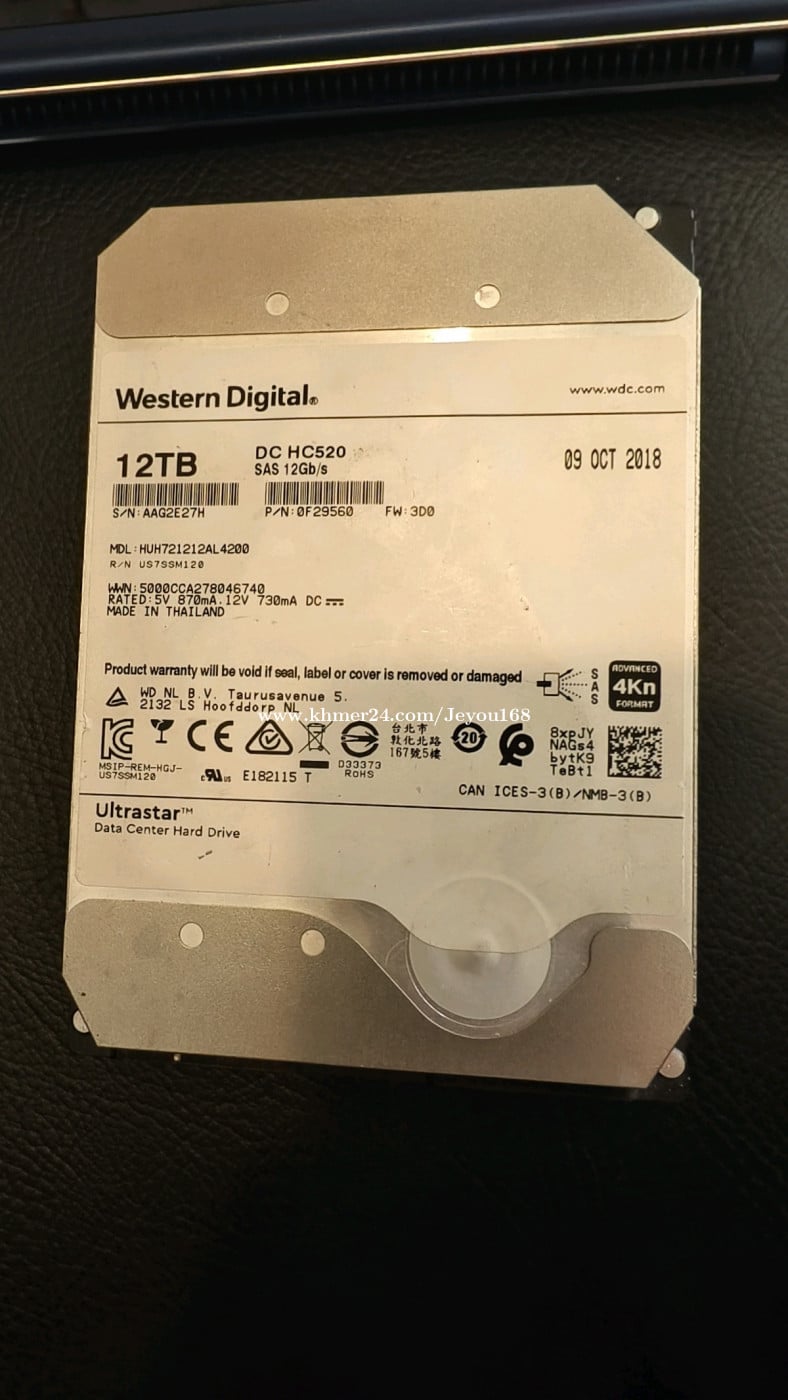 Western Digital®
www.wdc.com
12TB
DC HC520
SAS 12Gb/s
09 OCT 2018
S/N:AAG2E27H
P/N:0F29560
FW:3D0
MDL:HUH721212AL4200
R/N US7SSM120
WWN:5000CCA278046740
RATED:5V 870mA.12V 730mA DC
MADE IN THAILAND
Product warranty will be void if seal, label or cover is removed or damaged
SAS
ADVANCED
4Kn
FORMAT
WD NL B.V. Taurusavenue 5.
2132 LS Hoofddorp NL
www.khmer24.com/Jeyou168
CE
台北市
敦化北路
167號5樓
20
8xpJY
NAGs4
bytK9
TeBt1
MSIP-REM-HGJ-
US7SSM120
c RU us
E182115 T
D33373
RoHS
CAN ICES-3(B)/NMB-3(B)
Ultrastar™
Data Center Hard Drive